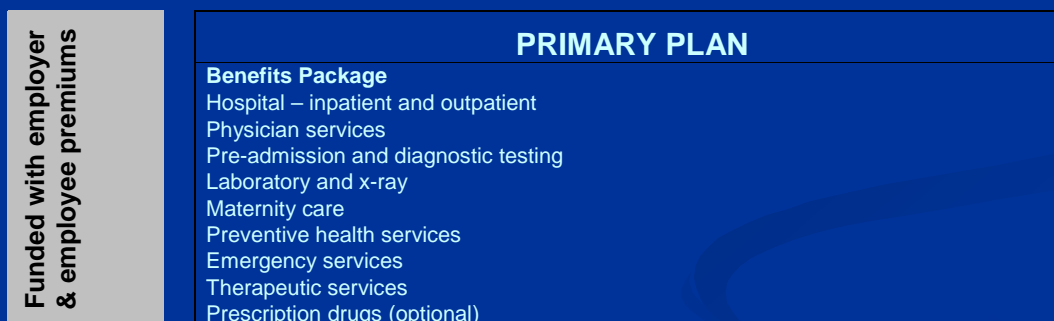 Funded with employer
& employee premiums
PRIMARY PLAN
Benefits Package
Hospital – inpatient and outpatient
Physician services
Pre-admission and diagnostic testing
Laboratory and x-ray
Maternity care
Preventive health services
Emergency services
Therapeutic services
Prescription drugs (optional)